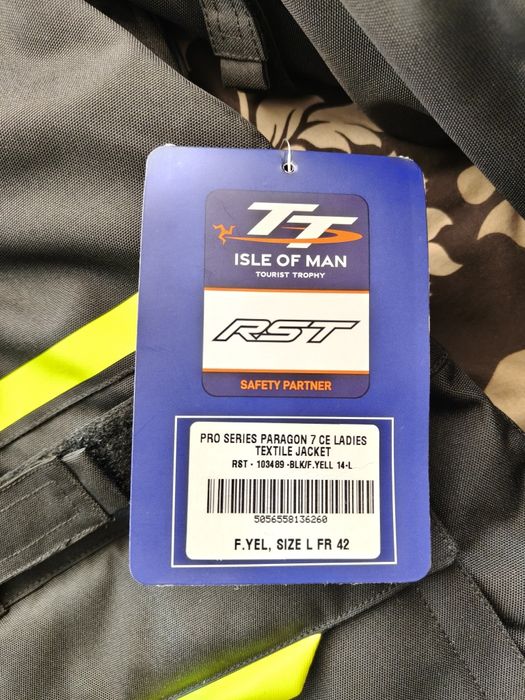 TT
ISLE OF MAN
TOURIST TROPHY
RST
SAFETY PARTNER
PRO SERIES PARAGON 7 CE LADIES
TEXTILE JACKET
RST - 103489 -BLK/F.YELL 14-L
5056558136260
F.YEL, SIZE L FR 42